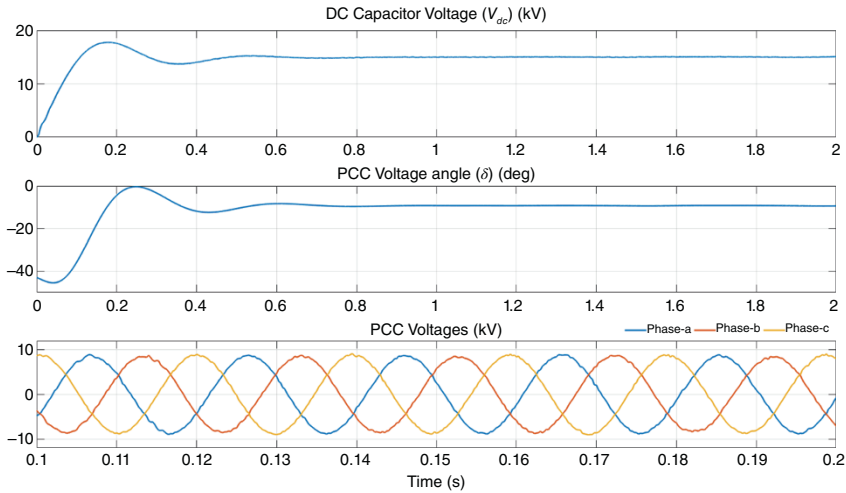 DC Capacitor Voltage (Vdc) (kV)
20
10
0
0 0.2 0.4 0.6 0.8 1 1.2 1.4 1.6 1.8 2
PCC Voltage angle (δ) (deg)
0
−20
−40
0 0.2 0.4 0.6 0.8 1 1.2 1.4 1.6 1.8 2
PCC Voltages (kV)
Phase-a Phase-b Phase-c
10
0
−10
0.1 0.11 0.12 0.13 0.14 0.15 0.16 0.17 0.18 0.19 0.2
Time (s)